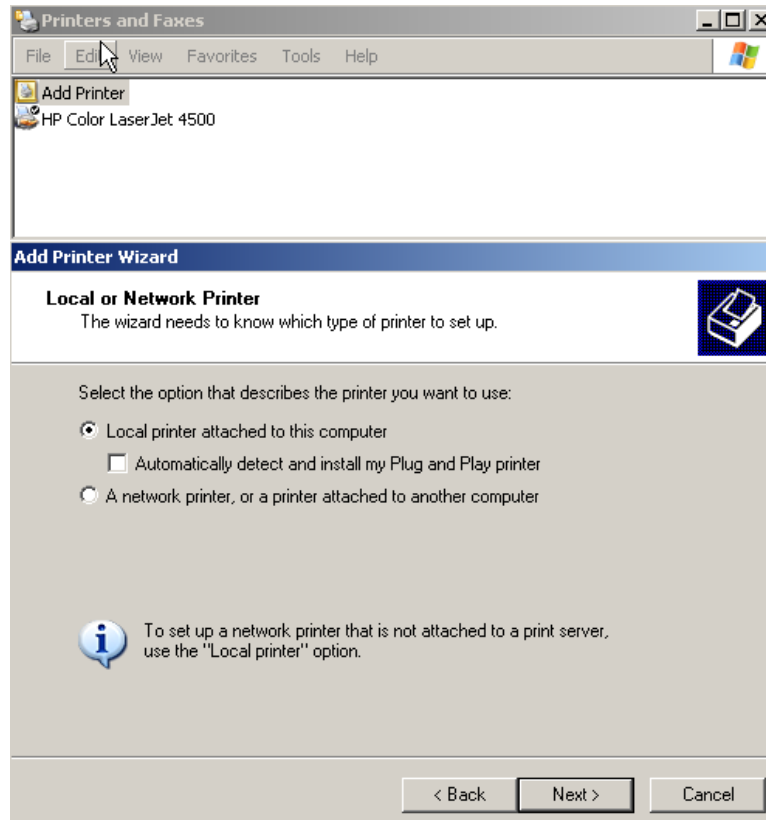 Printers and Faxes
File Edit View Favorites Tools Help
Add Printer
HP Color LaserJet 4500
Add Printer Wizard
Local or Network Printer
The wizard needs to know which type of printer to set up.
Select the option that describes the printer you want to use:
Local printer attached to this computer
Automatically detect and install my Plug and Play printer
A network printer, or a printer attached to another computer
To set up a network printer that is not attached to a print server,
use the "Local printer" option.
< Back Next > Cancel